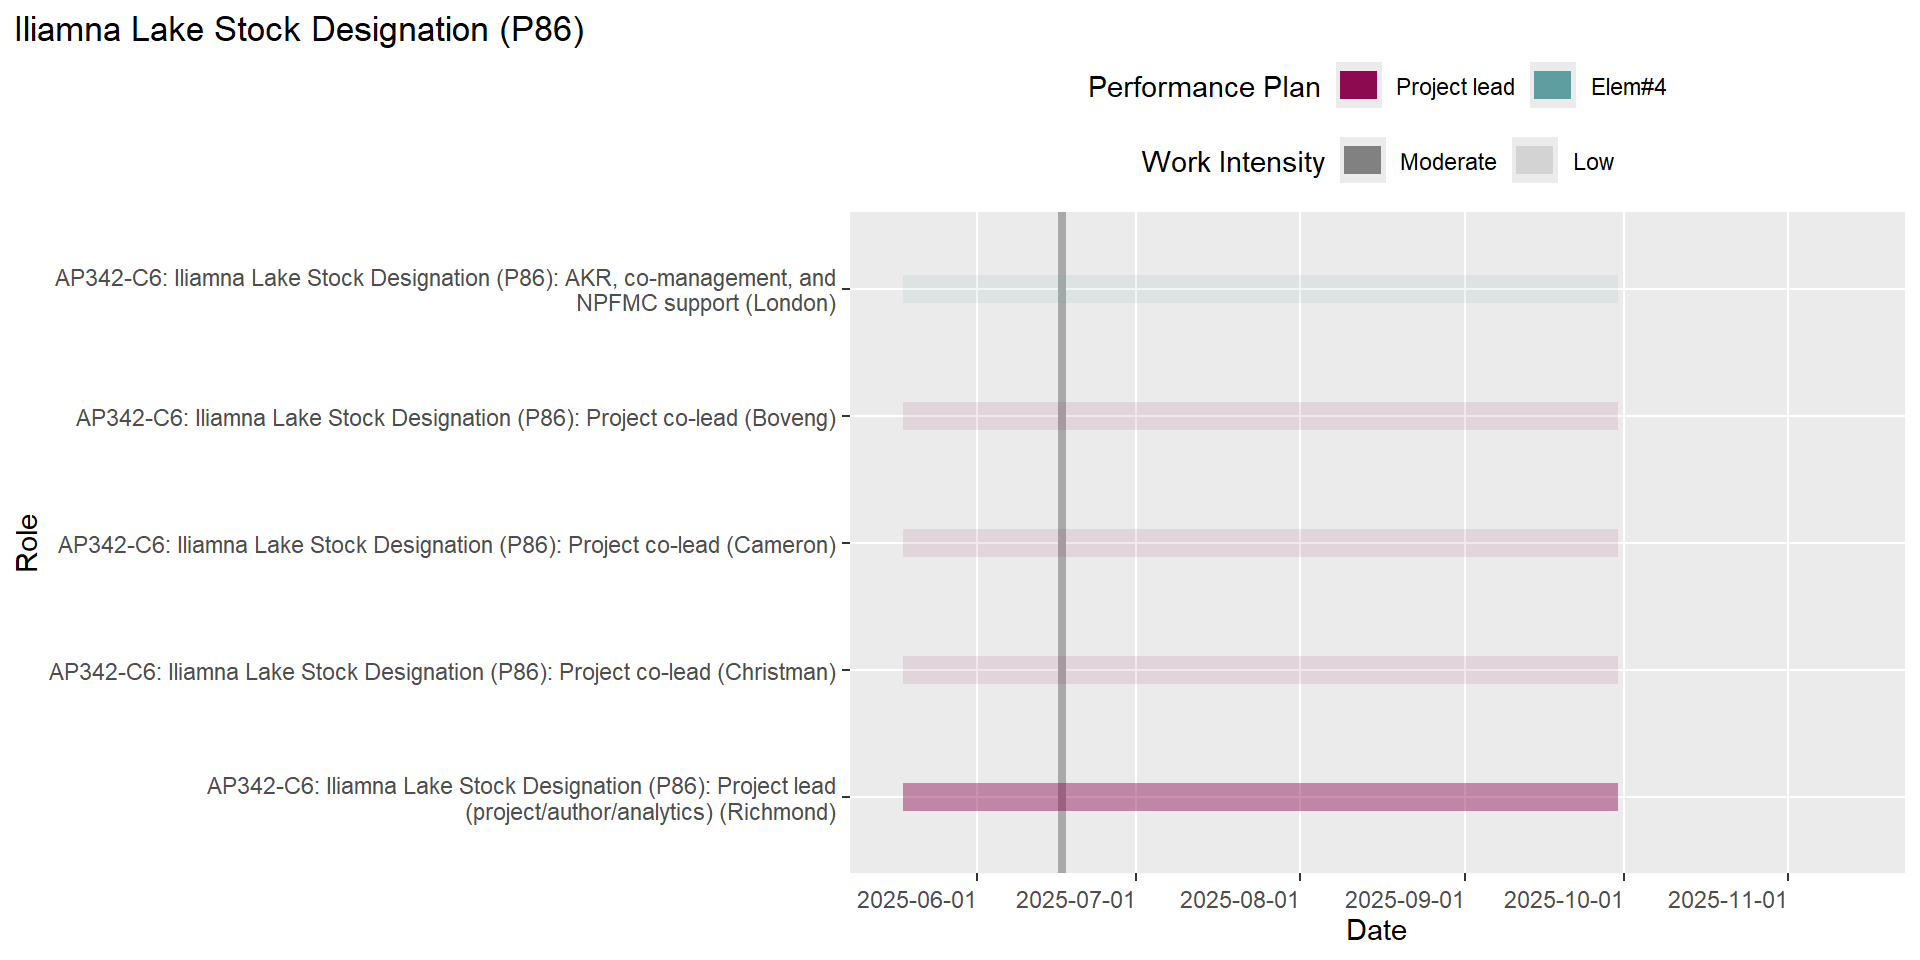 Iliamna Lake Stock Designation (P86)
Performance Plan Project lead Elem#4
Work Intensity Moderate Low
AP342-C6: Iliamna Lake Stock Designation (P86): AKR, co-management, and
NPFMC support (London)
AP342-C6: Iliamna Lake Stock Designation (P86): Project co-lead (Boveng)
AP342-C6: Iliamna Lake Stock Designation (P86): Project co-lead (Cameron)
AP342-C6: Iliamna Lake Stock Designation (P86): Project co-lead (Christman)
AP342-C6: Iliamna Lake Stock Designation (P86): Project lead
(project/author/analytics) (Richmond)
Role
2025-06-01 2025-07-01 2025-08-01 2025-09-01 2025-10-01 2025-11-01
Date